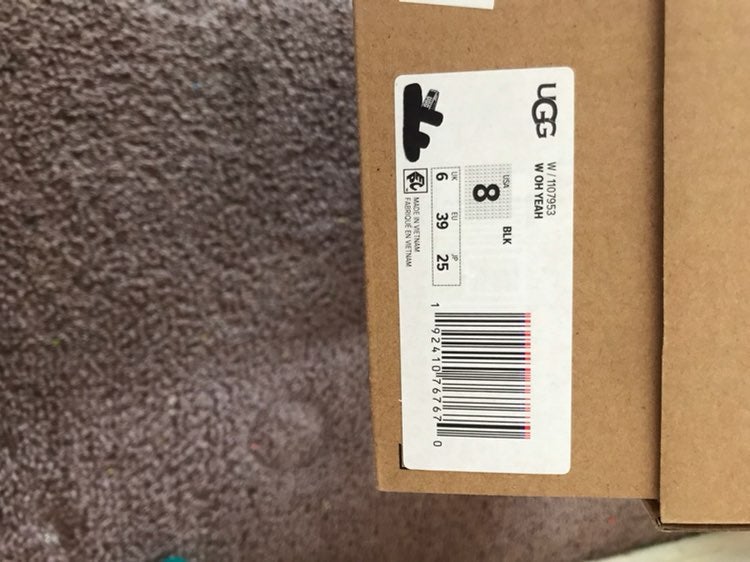 UGG
W / 1107953
W OH YEAH
BLK
USA
8
UK EU JP
6 39 25
MADE IN VIETNAM
FABRIQUÉ EN VIETNAM
1 92410 76767 0